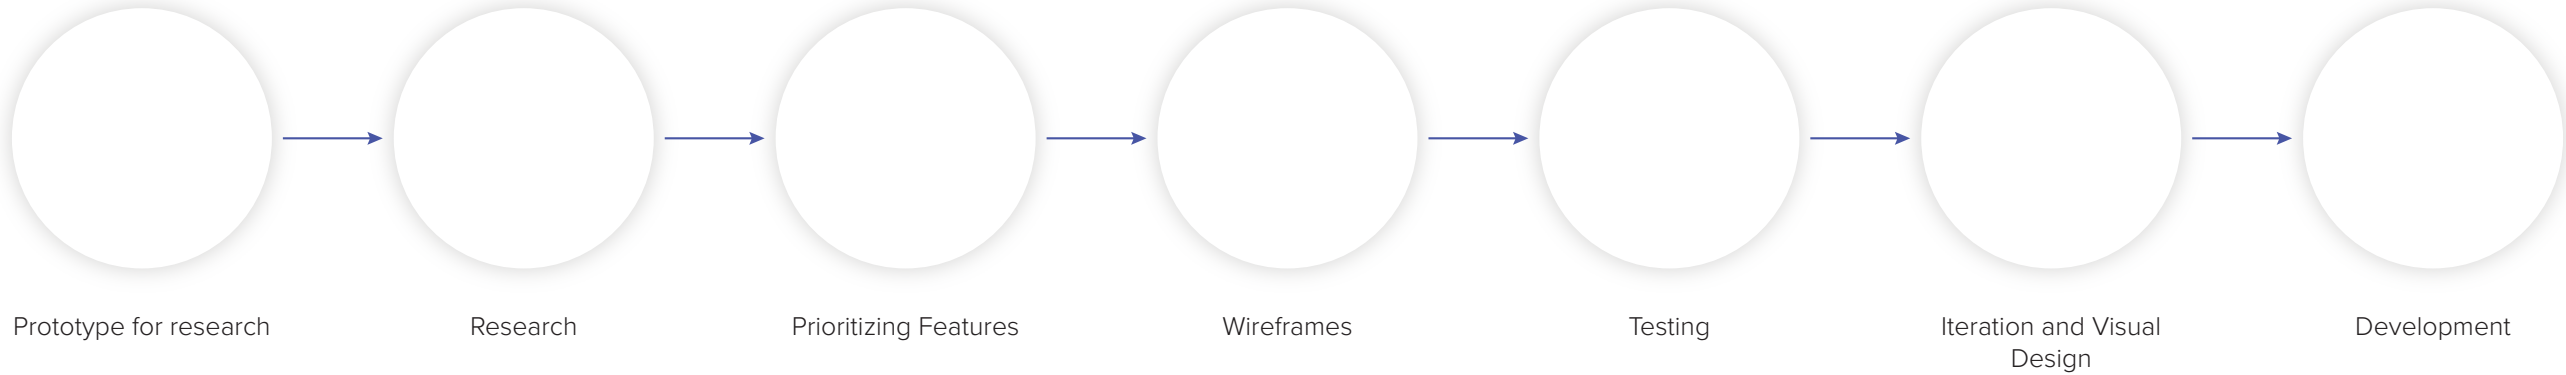 Prototype for research
Research
Prioritizing Features
Wireframes
Testing
Iteration and Visual
Design
Development